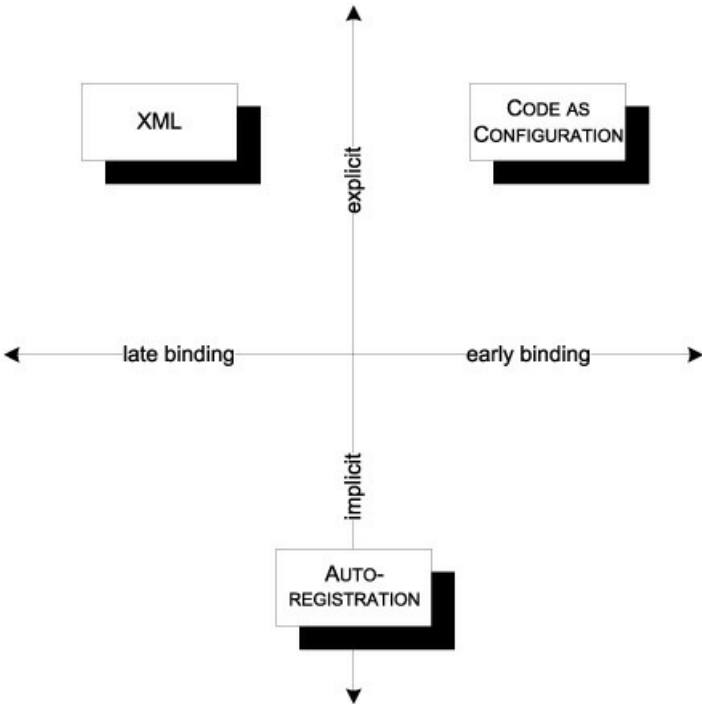 XML
CODE AS
CONFIGURATION
explicit
late binding
early binding
implicit
AUTO-
REGISTRATION